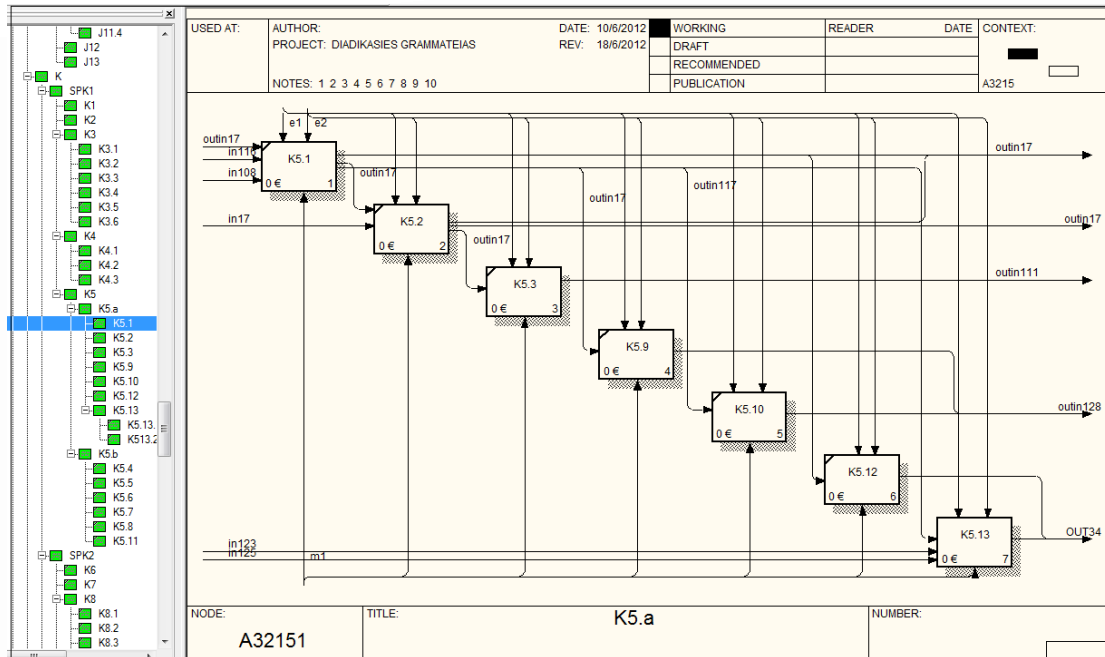 J11.4
J12
J13
K
SPK1
K1
K2
K3
K3.1
K3.2
K3.3
K3.4
K3.5
K3.6
K4
K4.1
K4.2
K4.3
K5
K5.a
K5.1
K5.2
K5.3
K5.9
K5.10
K5.12
K5.13
K5.13.
K513.2
K5.b
K5.4
K5.5
K5.6
K5.7
K5.8
K5.11
SPK2
K6
K7
K8
K8.1
K8.2
K8.3
USED AT:
AUTHOR:
DATE: 10/6/2012
PROJECT: DIADIKASIES GRAMMATEIAS
REV: 18/6/2012
NOTES: 1 2 3 4 5 6 7 8 9 10
WORKING
DRAFT
RECOMMENDED
PUBLICATION
READER
DATE
CONTEXT:
A3215
e1
e2
outin17
in116
in108
K5.1
0 €
1
outin17
outin17
outin117
outin17
in17
K5.2
0 €
2
outin17
outin17
K5.3
0 €
3
outin111
K5.9
0 €
4
K5.10
0 €
5
outin128
K5.12
0 €
6
in123
in125
m1
K5.13
0 €
7
OUT34
NODE:
A32151
TITLE:
K5.a
NUMBER: